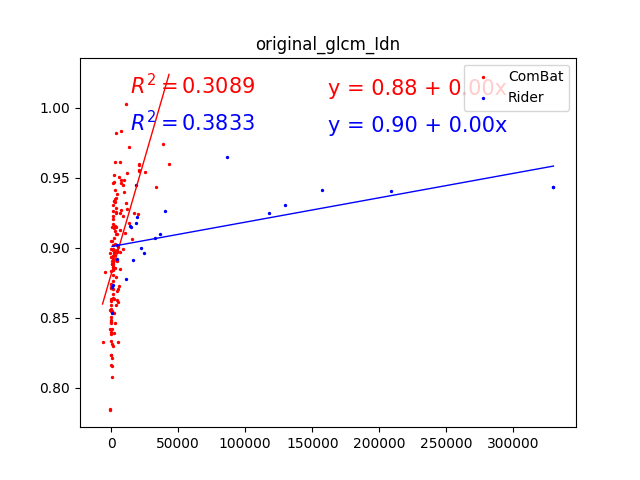 original_glcm_Idn
R² = 0.3089 y = 0.88 + 0.00x
R² = 0.3833 y = 0.90 + 0.00x
ComBat
Rider
1.00
0.95
0.90
0.85
0.80
0 50000 100000 150000 200000 250000 300000